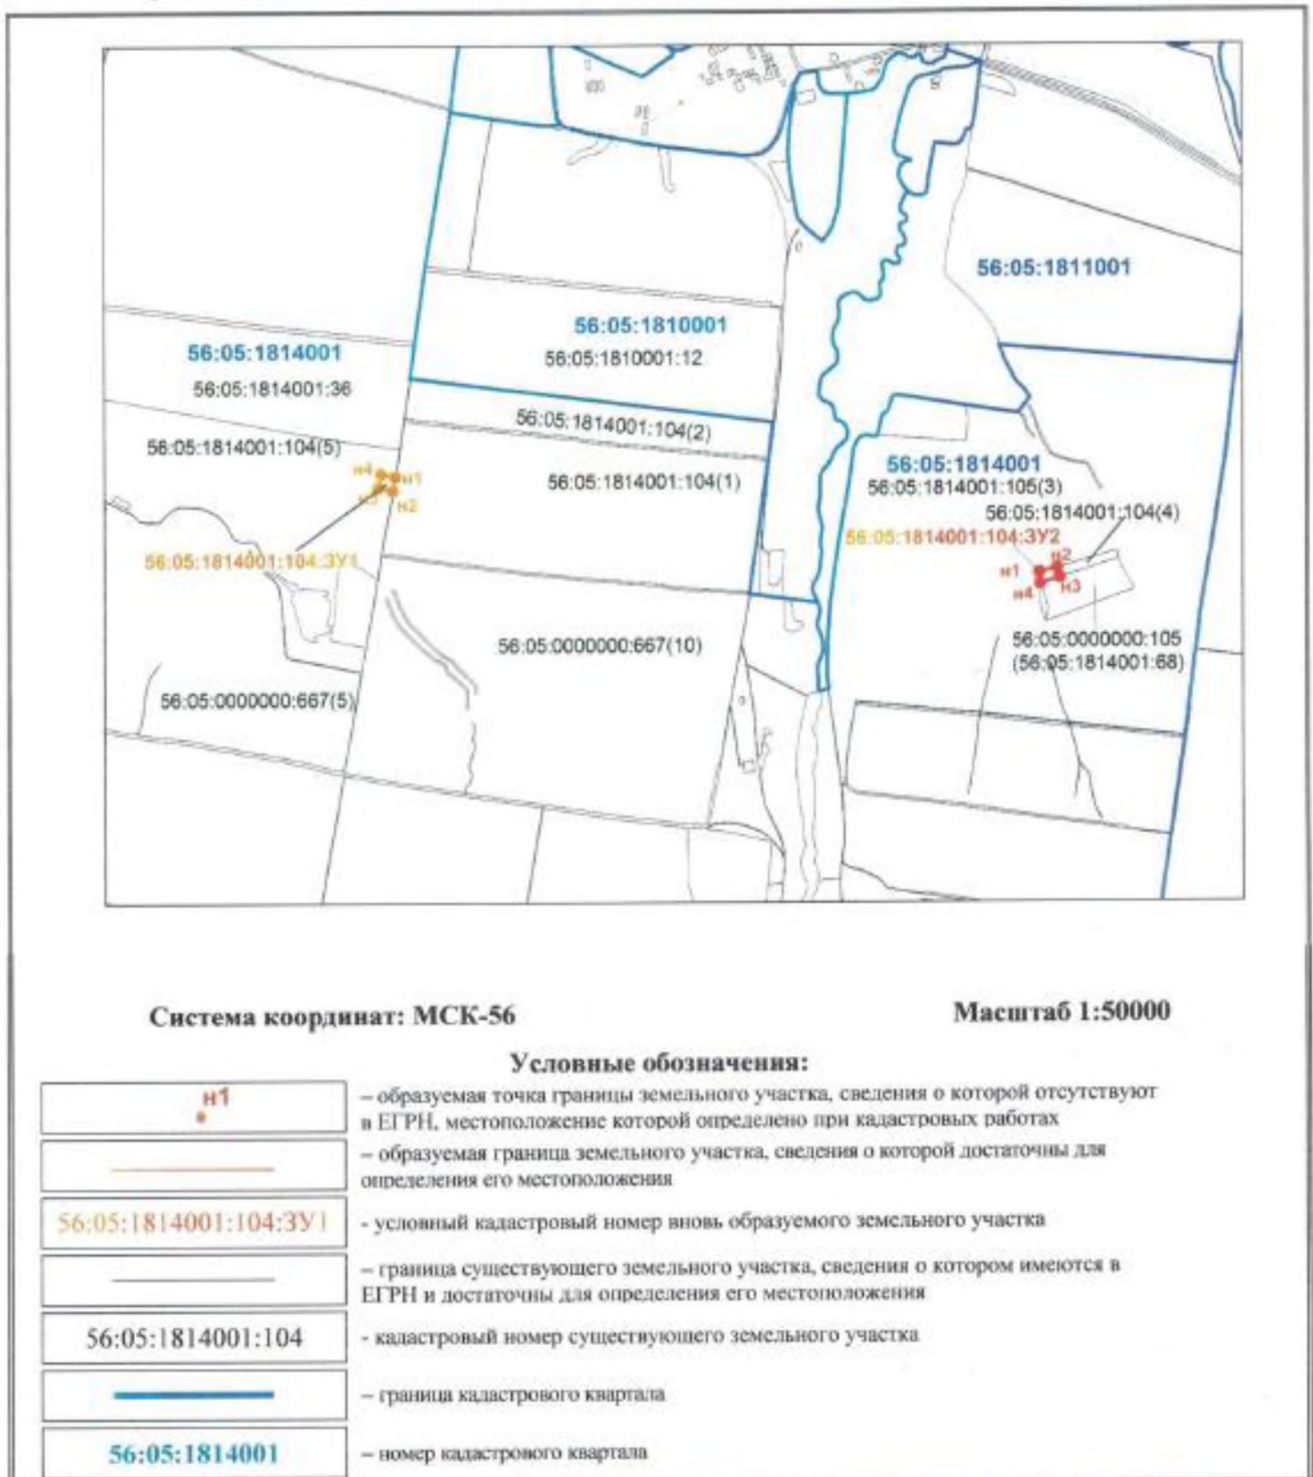 56:05:1811001
56:05:1810001
56:05:1810001:12
56:05:1814001
56:05:1814001:36
56:05:1814001:104(2)
56:05:1814001:104(5)
56:05:1814001:104(1)
н4
н1
н3
н2
56:05:1814001
56:05:1814001:105(3)
56:05:1814001:104(4)
56:05:1814001:104:ЗУ2
56:05:1814001:104:ЗУ1
н2
н1
н4
н3
56:05:0000000:105
(56:05:1814001:68)
56:05:0000000:667(10)
56:05:0000000:667(5)
Система координат: МСК-56
Масштаб 1:50000
Условные обозначения:
н1
– образуемая точка границы земельного участка, сведения о которой отсутствуют
в ЕГРН, местоположение которой определено при кадастровых работах
– образуемая граница земельного участка, сведения о которой достаточны для
определения его местоположения
56:05:1814001:104:ЗУ1
- условный кадастровый номер вновь образуемого земельного участка
– граница существующего земельного участка, сведения о котором имеются в
ЕГРН и достаточны для определения его местоположения
56:05:1814001:104
- кадастровый номер существующего земельного участка
– граница кадастрового квартала
56:05:1814001
– номер кадастрового квартала